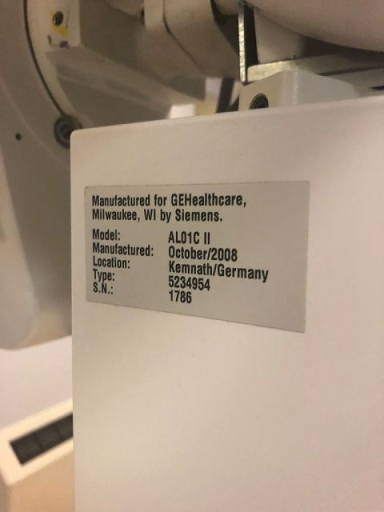 Manufactured for GEHealthcare,
Milwaukee, WI by Siemens.
Model: AL01C II
Manufactured: October/2008
Location: Kemnath/Germany
Type: 5234954
S.N.: 1786